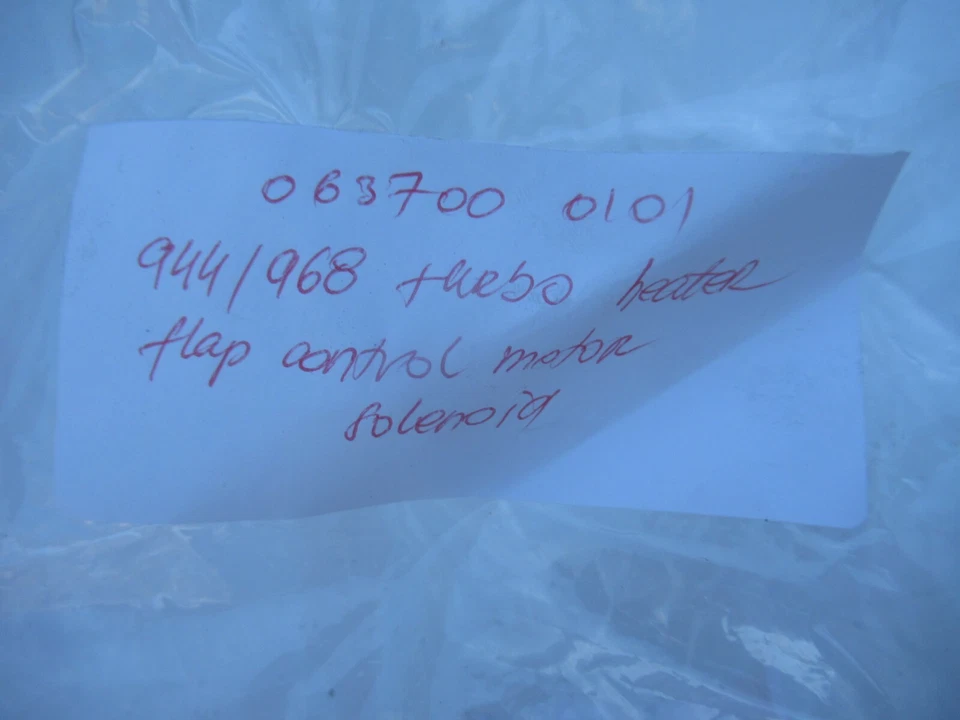 063700 0101
944/968 turbo heater
flap control motor
solenoid